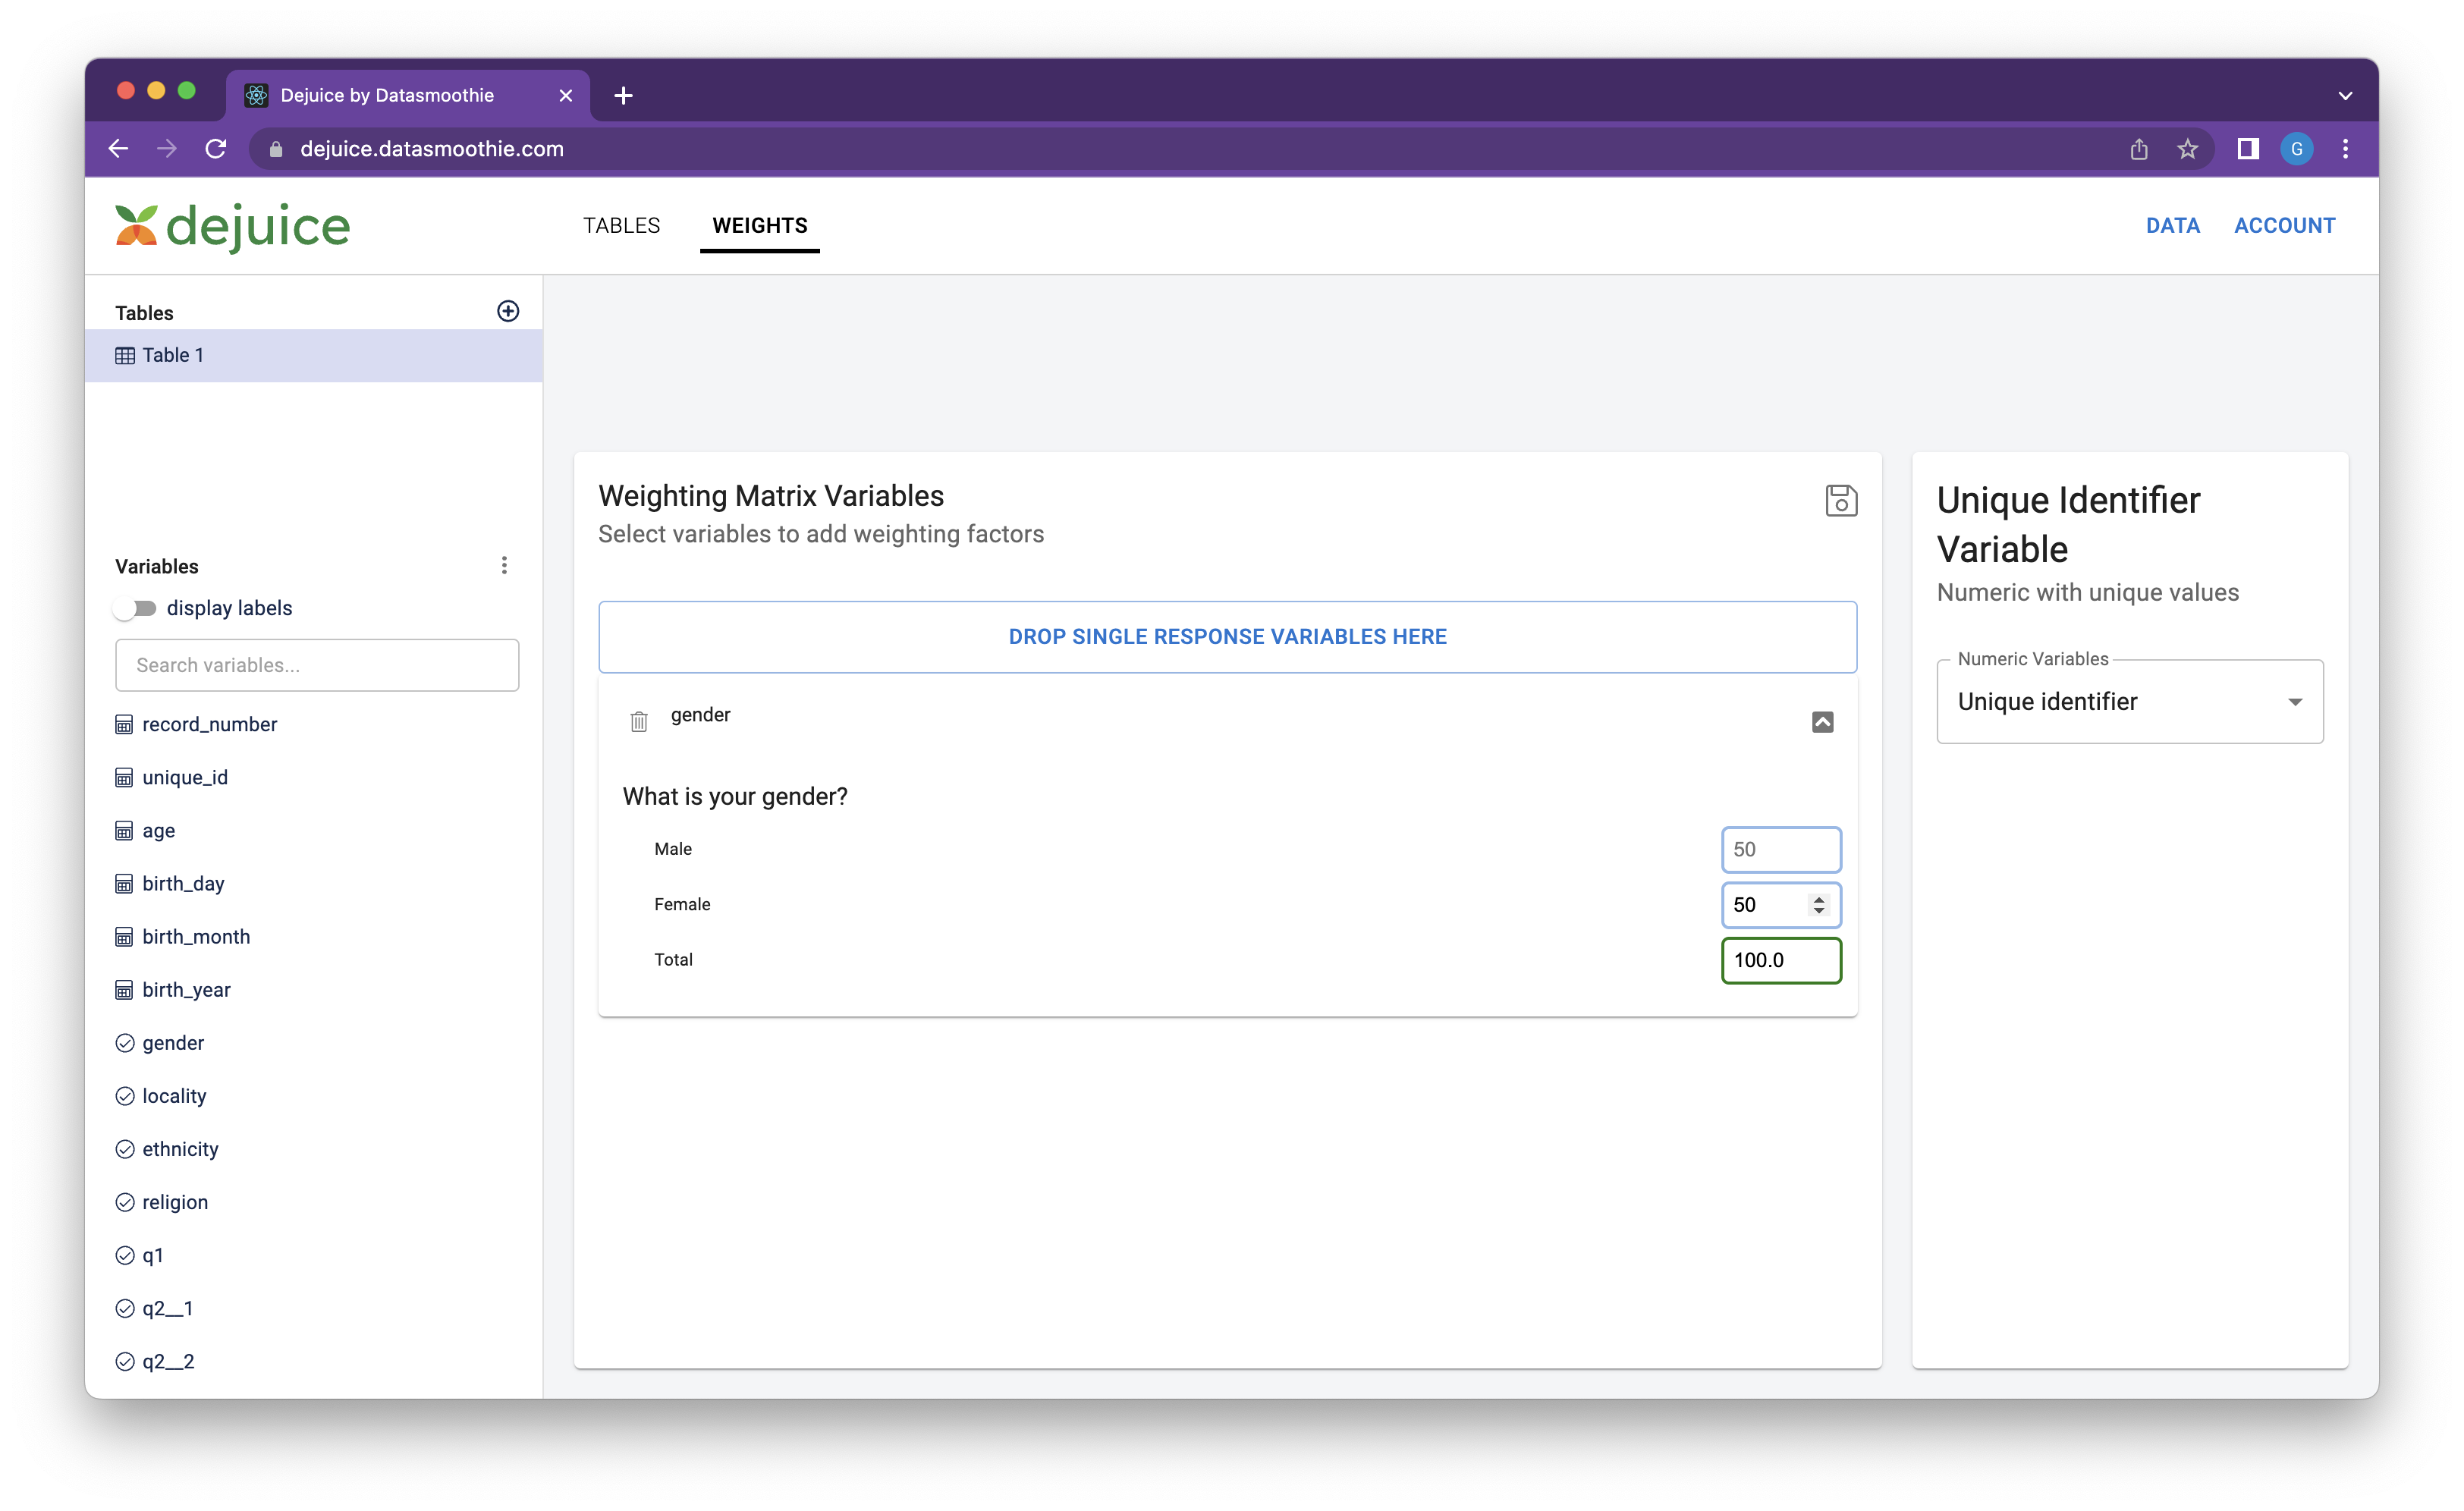 Dejuice by Datasmoothie
dejuice.datasmoothie.com
G
dejuice
TABLES
WEIGHTS
DATA
ACCOUNT
Tables
Table 1
Variables
display labels
Search variables...
record_number
unique_id
age
birth_day
birth_month
birth_year
gender
locality
ethnicity
religion
q1
q2__1
q2__2
Weighting Matrix Variables
Select variables to add weighting factors
DROP SINGLE RESPONSE VARIABLES HERE
gender
What is your gender?
Male 50
Female 50
Total 100.0
Unique Identifier
Variable
Numeric with unique values
Numeric Variables
Unique identifier